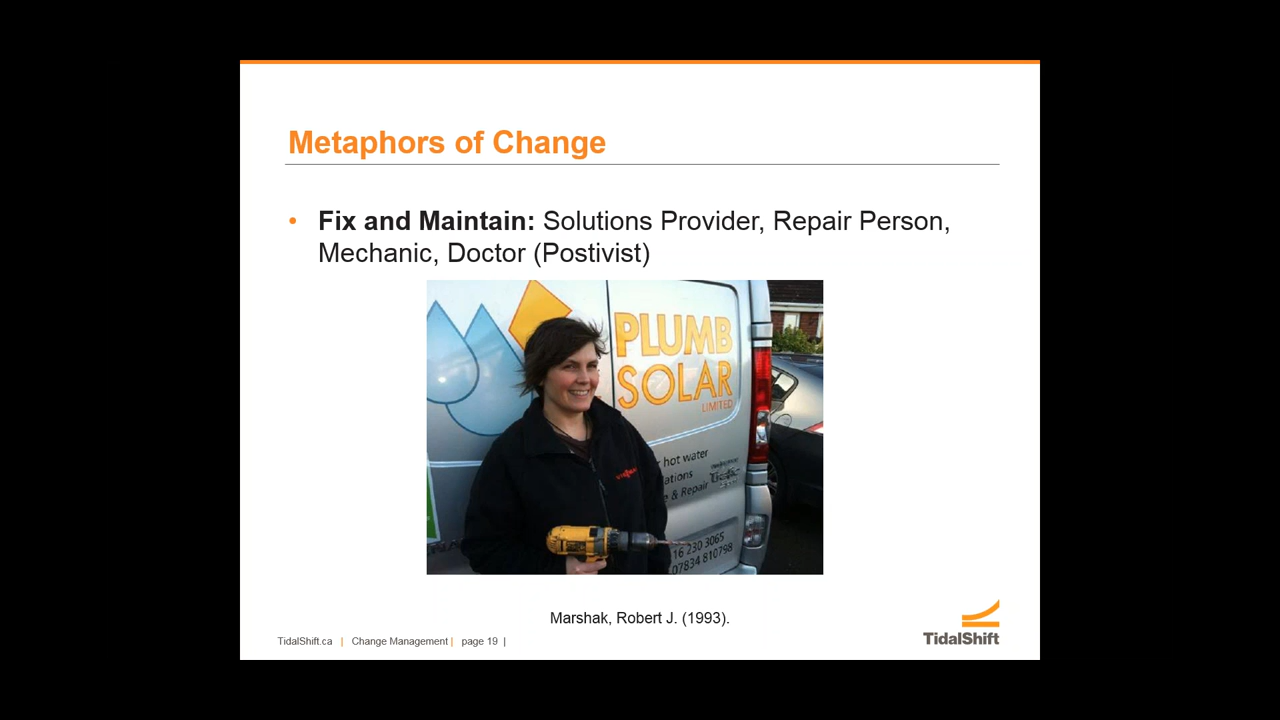 Metaphors of Change
• Fix and Maintain: Solutions Provider, Repair Person,
Mechanic, Doctor (Postivist)
PLUMB
SOLAR
LIMITED
hot water
& Repair
16 230 3065
07834 810798
Marshak, Robert J. (1993).
TidalShift.ca | Change Management | page 19 |
TidalShift